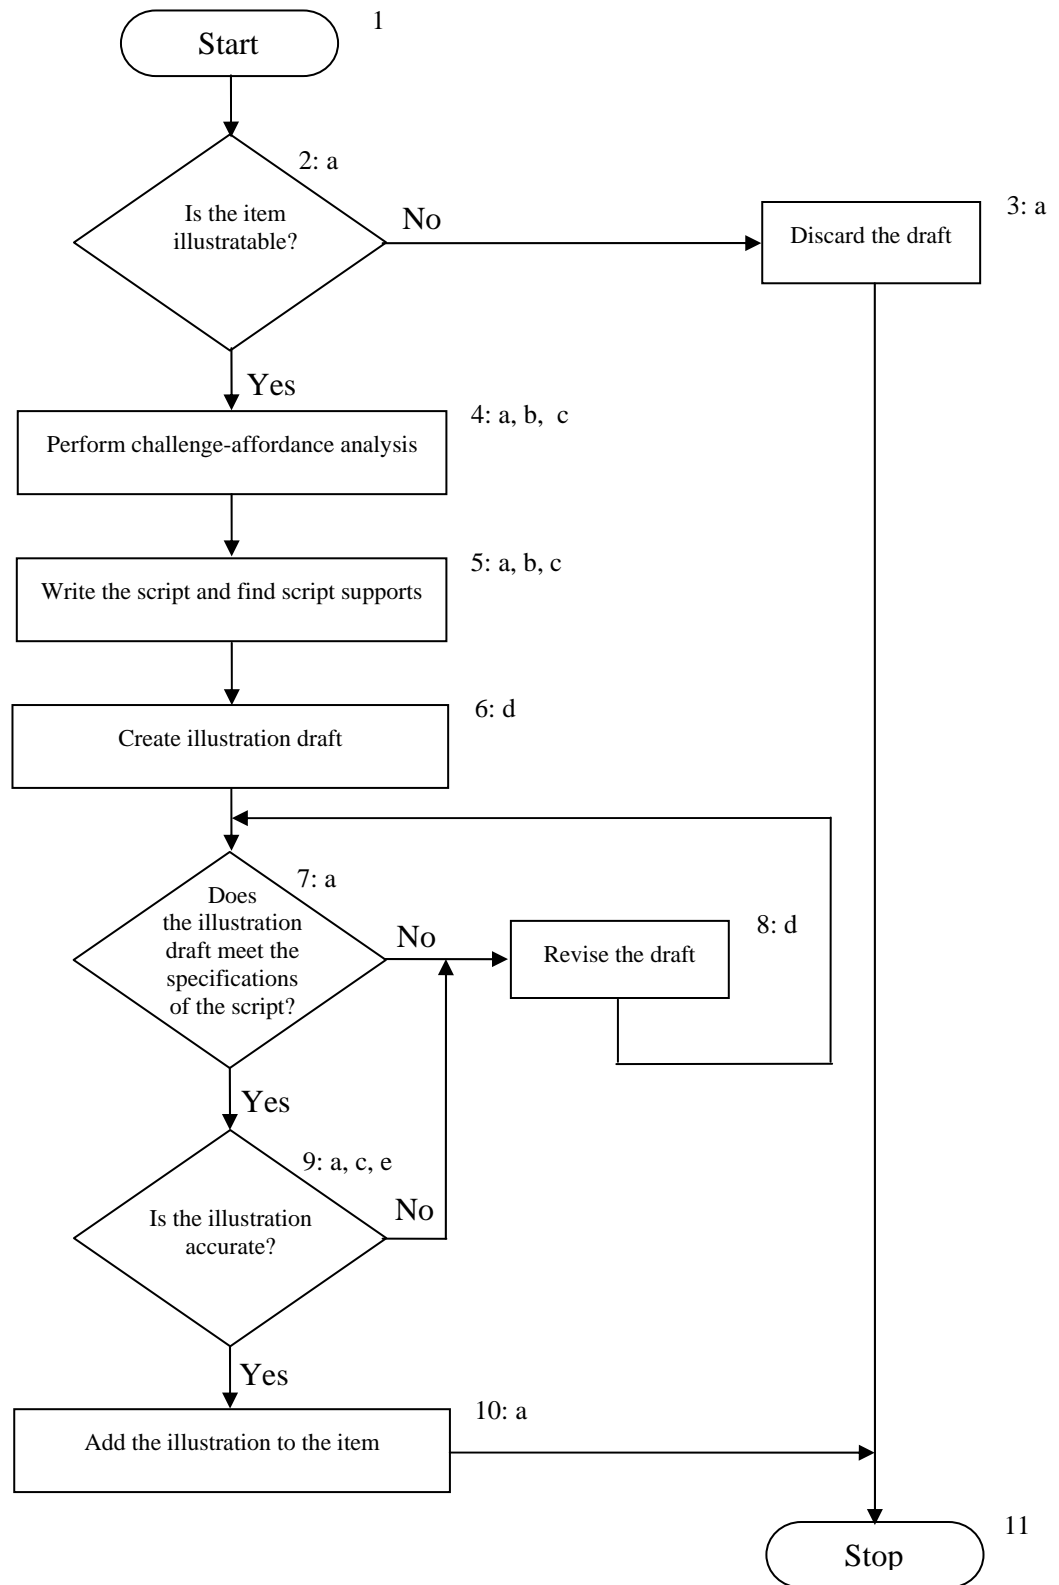 Start
1
2: a
Is the item
illustratable?
No
Discard the draft
3: a
Yes
Perform challenge-affordance analysis
4: a, b,  c
Write the script and find script supports
5: a, b, c
Create illustration draft
6: d
7: a
Does
the illustration
draft meet the
specifications
of the script?
No
Revise the draft
8: d
Yes
9: a, c, e
Is the illustration
accurate?
No
Yes
Add the illustration to the item
10: a
Stop
11